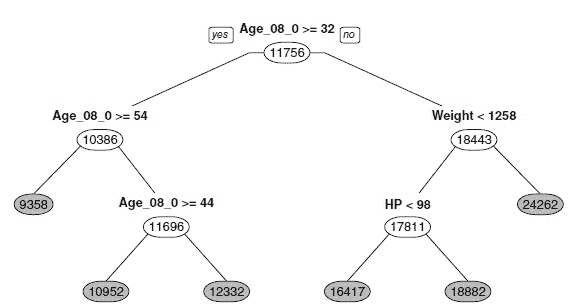 yes Age_08_0 >= 32 no
11756
Age_08_0 >= 54 Weight < 1258
10386 18443
9358 Age_08_0 >= 44 HP < 98 24262
11696 17811
10952 12332 16417 18882